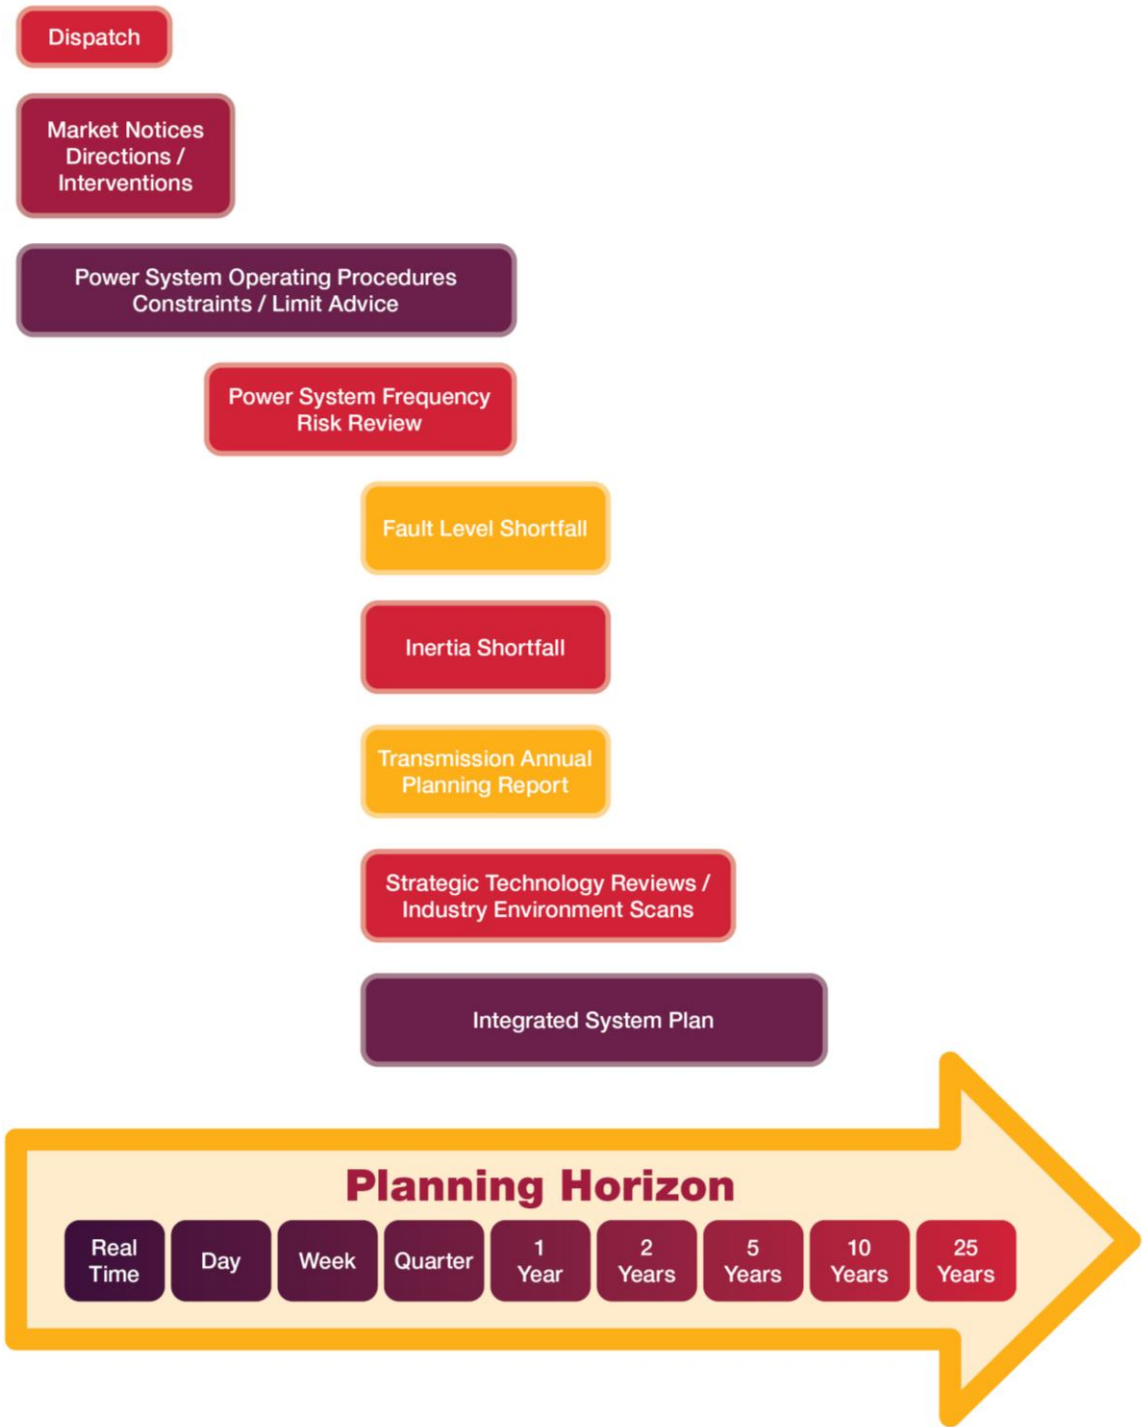 Dispatch
Market Notices
Directions /
Interventions
Power System Operating Procedures
Constraints / Limit Advice
Power System Frequency
Risk Review
Fault Level Shortfall
Inertia Shortfall
Transmission Annual
Planning Report
Strategic Technology Reviews /
Industry Environment Scans
Integrated System Plan
Planning Horizon
Real
Time
Day
Week
Quarter
1
Year
2
Years
5
Years
10
Years
25
Years